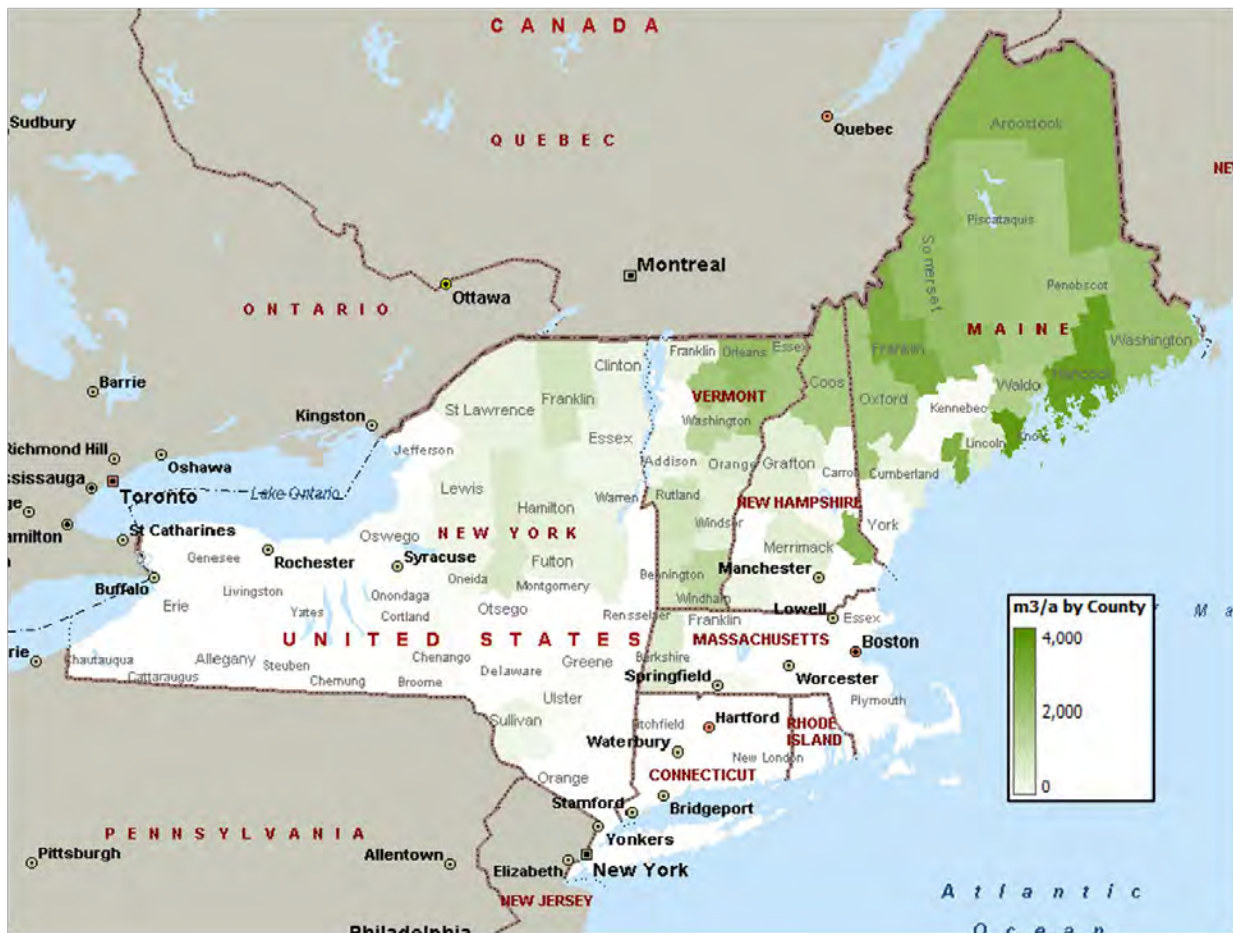 CANADA
Sudbury
Quebec
Aroostook
QUEBEC
NEW
Piscataquis
Somerset
Montreal
Ottawa
Penobscot
ONTARIO
MAINE
Washington
Franklin
Orleans
Essex
Franklin
Clinton
Hancock
Barrie
Coos
Waldo
VERMONT
Oxford
Franklin
St Lawrence
Kennebec
Kingston
Washington
Richmond Hill
Essex
Lincoln
Knox
Jefferson
Oshawa
Addison
Orange
Grafton
Carroll
Cumberland
ississauga
Toronto
Lake Ontario
Lewis
Warren
Rutland
NEW HAMPSHIRE
ge
Hamilton
Hamilton
St Catharines
Oswego
NEW YORK
Windsor
York
Genesee
Rochester
Syracuse
Fulton
Merrimack
Buffalo
Oneida
Montgomery
Bennington
Manchester
Livingston
Onondaga
Erie
Yates
Cortland
Otsego
Rensselaer
Windham
Lowell
Essex
m3/a by County
4,000
2,000
0
M a
UNITED STATES
Franklin
MASSACHUSETTS
Boston
rie
Chautauqua
Allegany
Steuben
Chenango
Delaware
Greene
Berkshire
Worcester
Cattaraugus
Chemung
Broome
Springfield
Ulster
Plymouth
Sullivan
Litchfield
Hartford
RHODE
ISLAND
Waterbury
New London
Orange
CONNECTICUT
Stamford
Bridgeport
PENNSYLVANIA
Yonkers
Pittsburgh
Allentown
Elizabeth
New York
Atlantic
NEW JERSEY
Ocean
Philadelphia